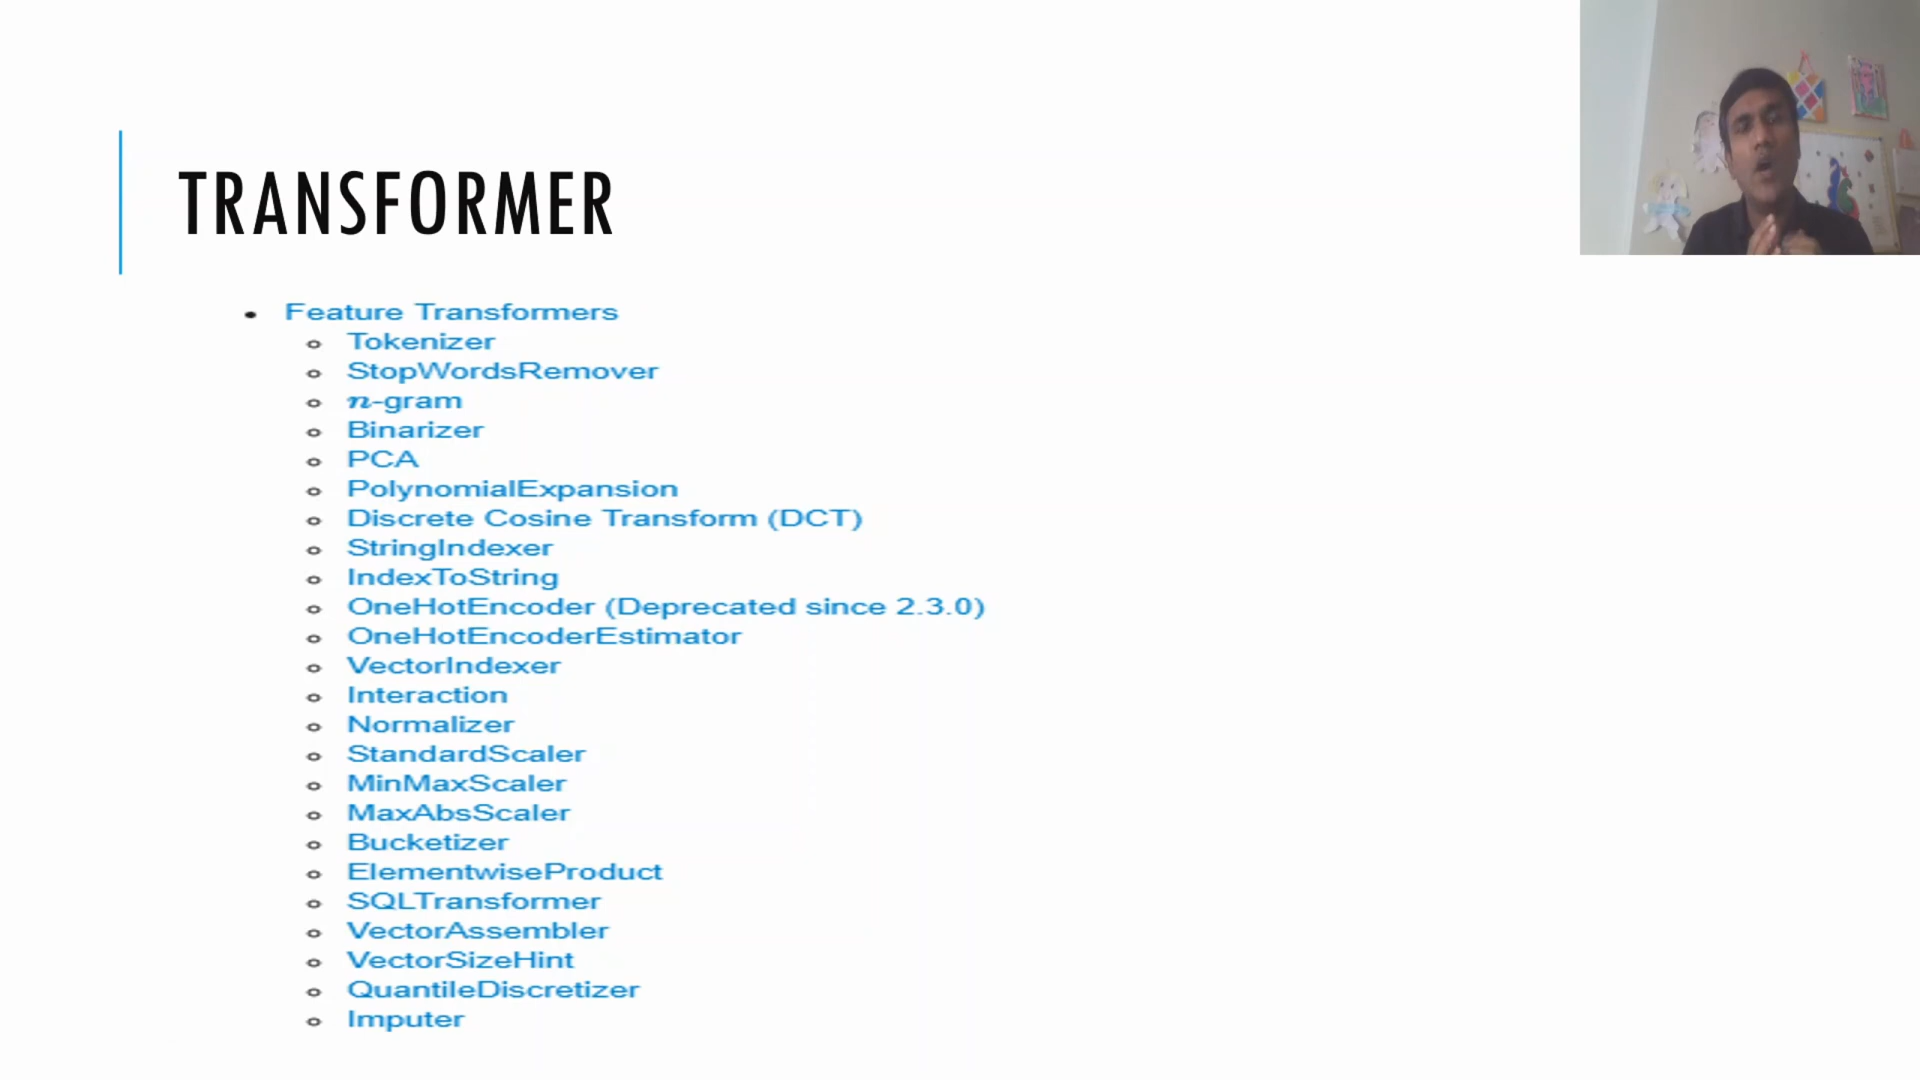 TRANSFORMER
• Feature Transformers
o Tokenizer
o StopWordsRemover
o n-gram
o Binarizer
o PCA
o PolynomialExpansion
o Discrete Cosine Transform (DCT)
o StringIndexer
o IndexToString
o OneHotEncoder (Deprecated since 2.3.0)
o OneHotEncoderEstimator
o VectorIndexer
o Interaction
o Normalizer
o StandardScaler
o MinMaxScaler
o MaxAbsScaler
o Bucketizer
o ElementwiseProduct
o SQLTransformer
o VectorAssembler
o VectorSizeHint
o QuantileDiscretizer
o Imputer